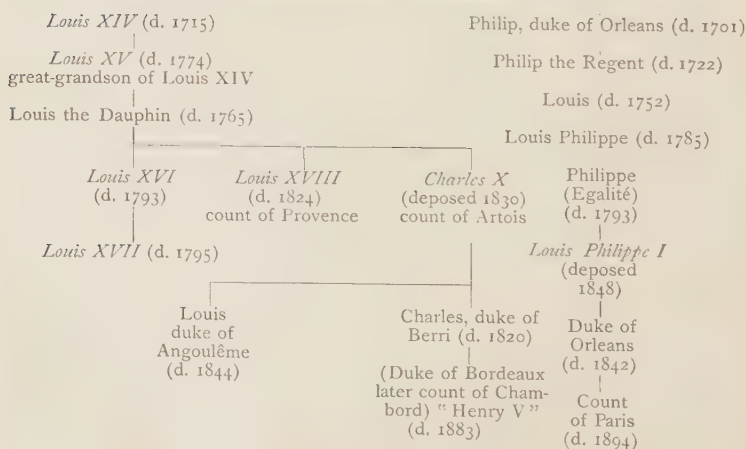 Louis XIV (d. 1715)
Louis XV (d. 1774)
great-grandson of Louis XIV
Louis the Dauphin (d. 1765)
Philip, duke of Orleans (d. 1701)
Philip the Regent (d. 1722)
Louis (d. 1752)
Louis Philippe (d. 1785)
Louis XVI
(d. 1793)
Louis XVIII
(d. 1824)
count of Provence
Charles X
(deposed 1830)
count of Artois
Philippe
(Egalité)
(d. 1793)
Louis XVII (d. 1795)
Louis Philippe I
(deposed
1848)
Louis
duke of
Angoulême
(d. 1844)
Charles, duke of
Berri (d. 1820)
(Duke of Bordeaux
later count of Cham-
bord) "Henry V"
(d. 1883)
Duke of
Orleans
(d. 1842)
Count
of Paris
(d. 1894)